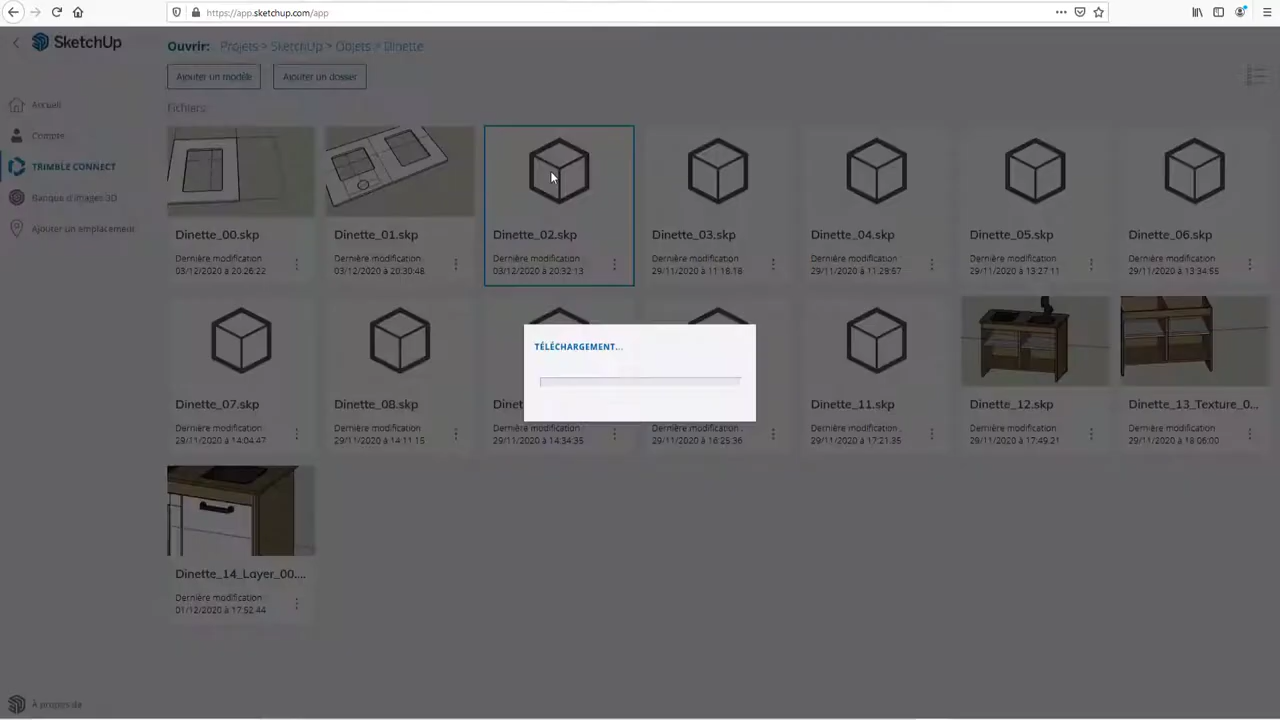 https://app.sketchup.com/app
SketchUp
Ouvrir: Projets > SketchUp > Objets > Dinette
Ajouter un modèle
Ajouter un dossier
Accueil
Compte
TRIMBLE CONNECT
Banque d'images 3D
Ajouter un emplacement
Fichiers
Dinette_00.skp
Dernière modification
03/12/2020 à 20:26:22
Dinette_01.skp
Dernière modification
03/12/2020 à 20:30:48
Dinette_02.skp
Dernière modification
03/12/2020 à 20:32:13
Dinette_03.skp
Dernière modification
29/11/2020 à 11:18:18
Dinette_04.skp
Dernière modification
29/11/2020 à 11:28:57
Dinette_05.skp
Dernière modification
29/11/2020 à 13:27:11
Dinette_06.skp
Dernière modification
29/11/2020 à 13:34:55
TÉLÉCHARGEMENT...
Dinette_07.skp
Dernière modification
29/11/2020 à 14:04:47
Dinette_08.skp
Dernière modification
29/11/2020 à 14:11:15
Dinet
Dernière modification
29/11/2020 à 14:34:35
Dernière modification
29/11/2020 à 16:25:36
Dinette_11.skp
Dernière modification
29/11/2020 à 17:21:35
Dinette_12.skp
Dernière modification
29/11/2020 à 17:49:21
Dinette_13_Texture_0...
Dernière modification
29/11/2020 à 18:06:00
Dinette_14_Layer_00....
Dernière modification
01/12/2020 à 17:52:44
À propos de